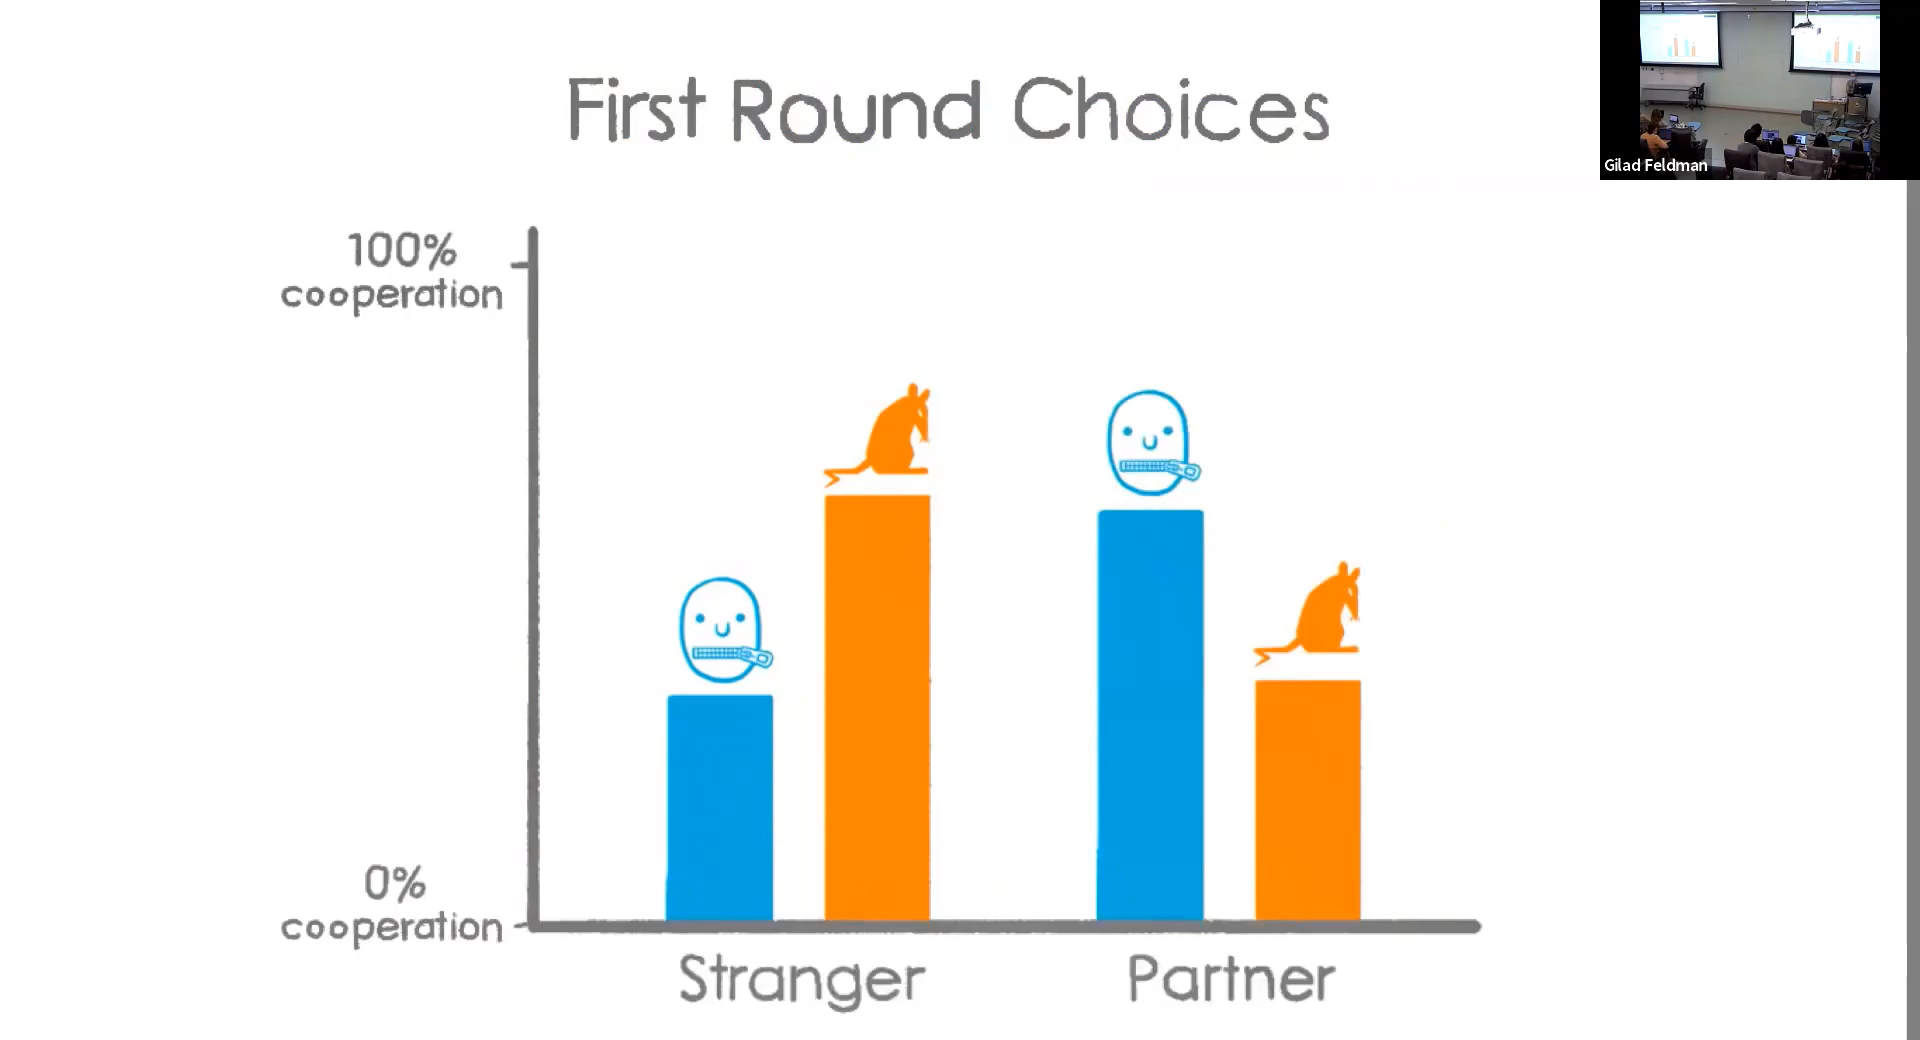 First Round Choices
Gilad Feldman
100%
cooperation
0%
cooperation
Stranger
Partner